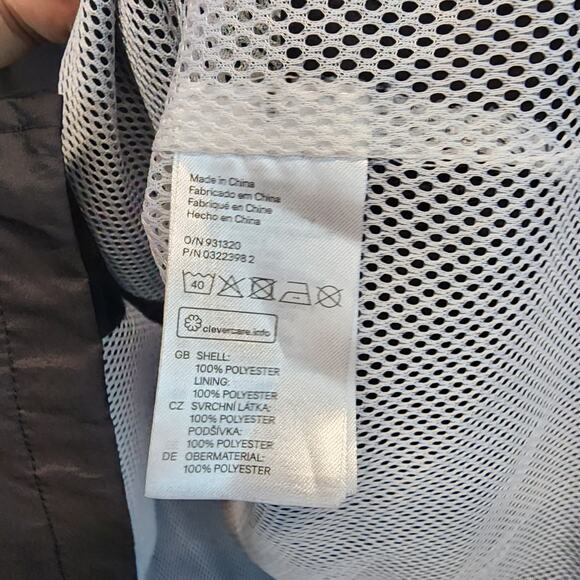 Made in China
Fabricado em China
Fabriqué en Chine
Hecho en China
O/N 931320
P/N 0322398 2
40
clevercare.info
GB SHELL:
100% POLYESTER
LINING:
100% POLYESTER
CZ SVRCHNÍ LÁTKA:
100% POLYESTER
PODŠÍVKA:
100% POLYESTER
DE OBERMATERIAL:
100% POLYESTER